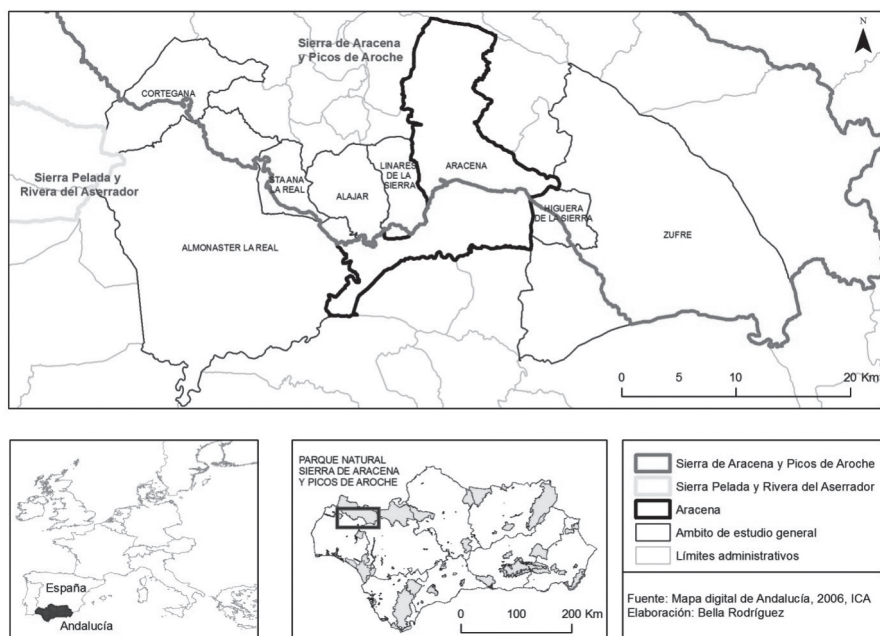 Sierra de Aracena
y Picos de Aroche
N
CORTEGANA
Sierra Pelada y
Rivera del Aserrador
STA ANA
LA REAL
ALAJAR
LINARES
DE LA
SIERRA
ARACENA
HIGUERA
DE LA SIERRA
ALMONASTER LA REAL
ZUFRE
0 5 10 20 Km
España
Andalucía
PARQUE NATURAL
SIERRA DE ARACENA
Y PICOS DE AROCHE
0 100 200 Km
Sierra de Aracena y Picos de Aroche
Sierra Pelada y Rivera del Aserrador
Aracena
Ambito de estudio general
Límites administrativos
Fuente: Mapa digital de Andalucía, 2006, ICA
Elaboración: Bella Rodríguez